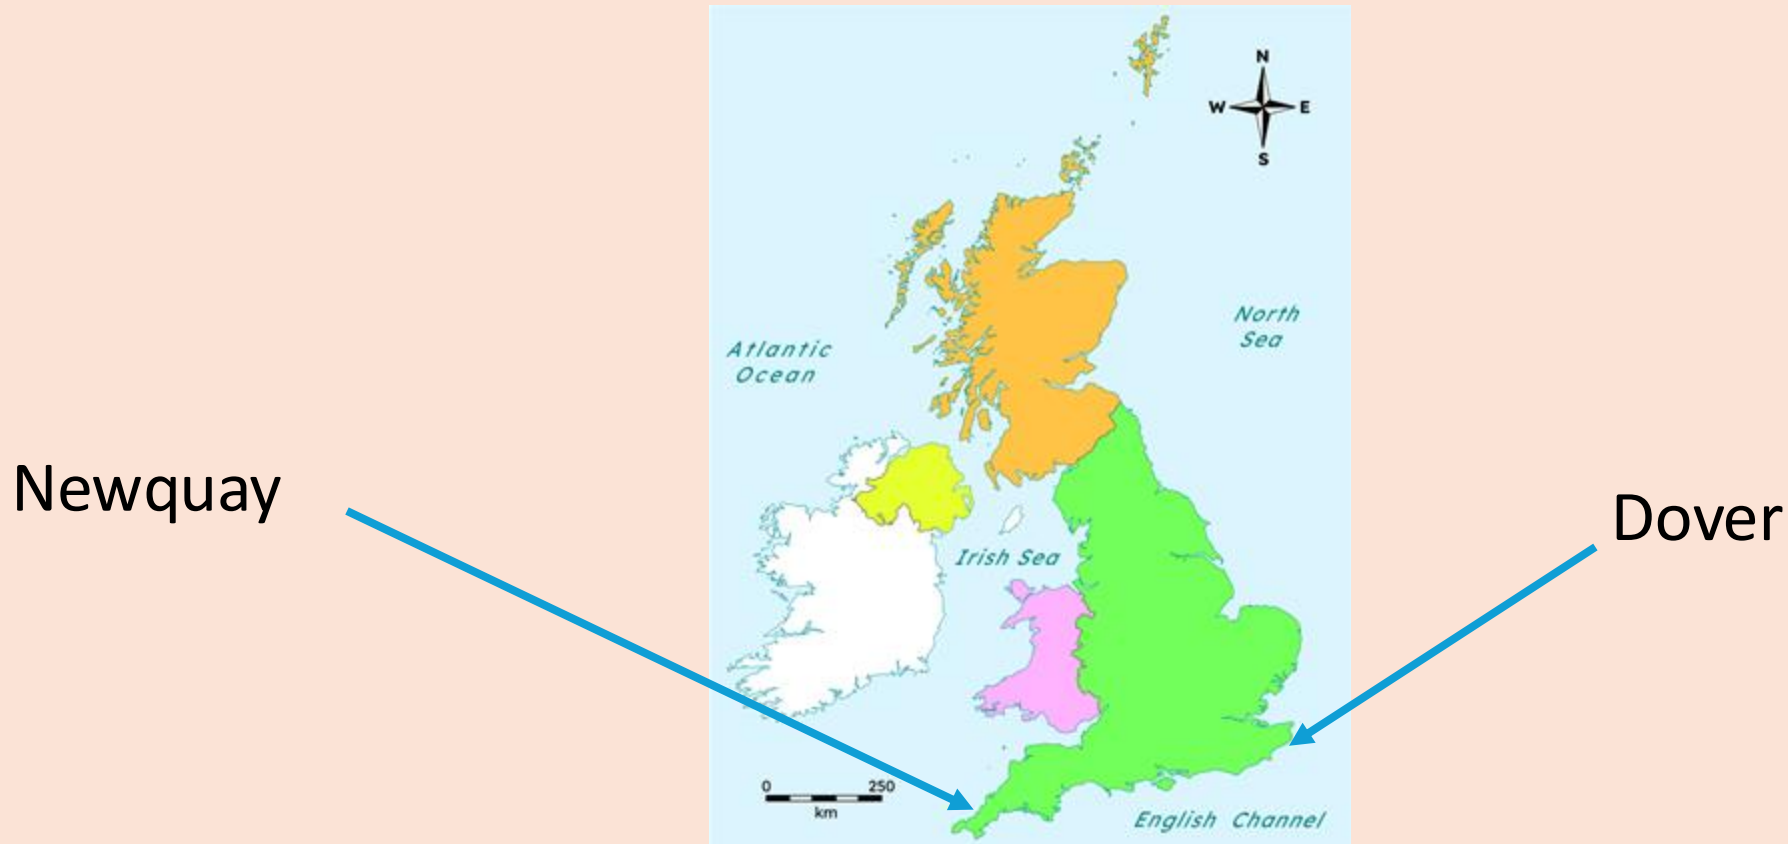 N
W E
S
North
Sea
Atlantic
Ocean
Newquay
Dover
Irish Sea
0 250
km
English Channel